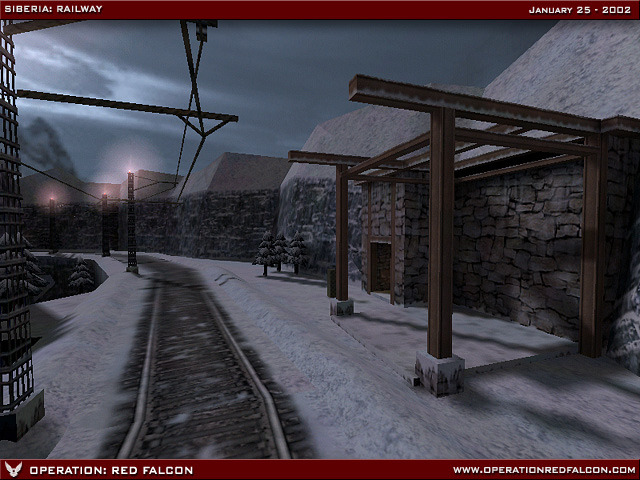 SIBERIA: RAILWAY
JANUARY 25 - 2002
OPERATION: RED FALCON
WWW.OPERATIONREDFALCON.COM